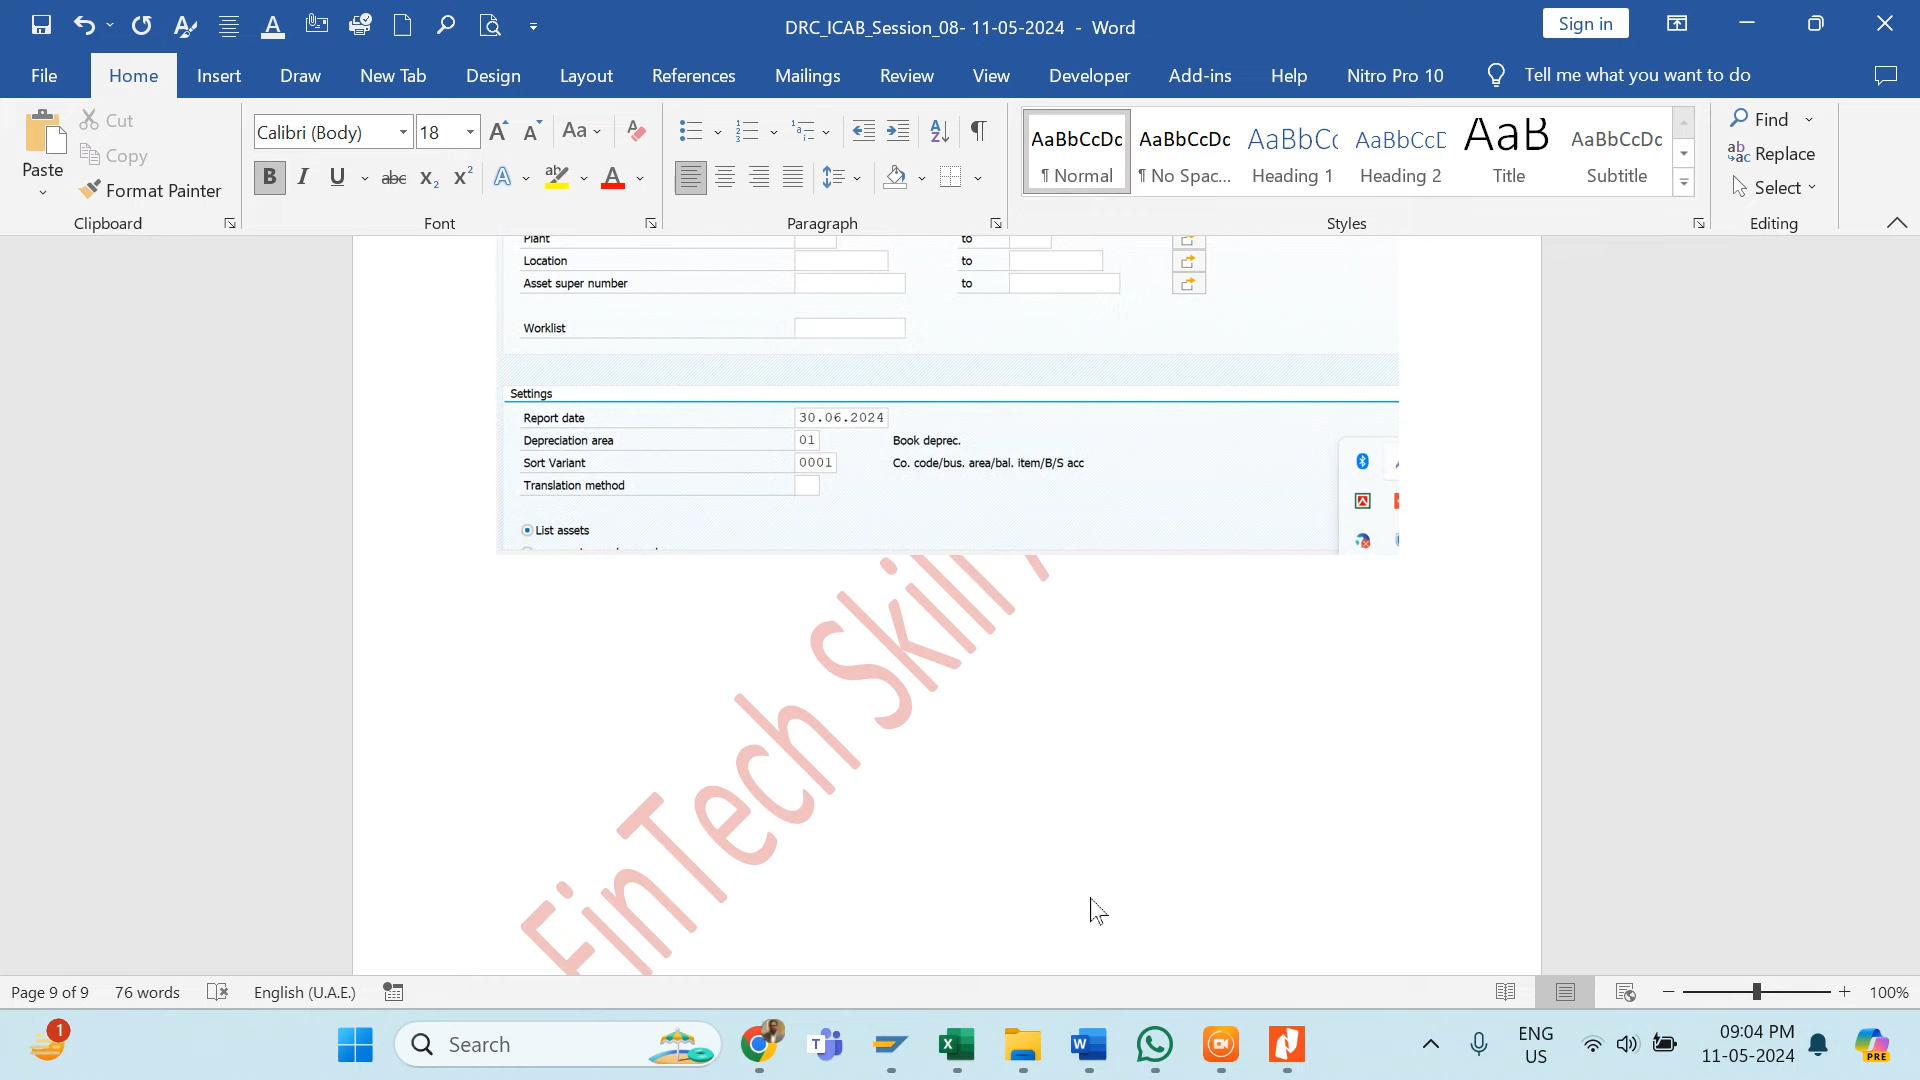 DRC_ICAB_Session_08- 11-05-2024 - Word
Sign in
File Home Insert Draw New Tab Design Layout References Mailings Review View Developer Add-ins Help Nitro Pro 10 Tell me what you want to do
Paste
Cut
Copy
Format Painter
Clipboard
Calibri (Body) 18
Font
Paragraph
AaBbCcDc AaBbCcDc AaBbCc AaBbCcD AaB AaBbCcDc
¶ Normal ¶ No Spac... Heading 1 Heading 2 Title Subtitle
Styles
Find
Replace
Select
Editing
Plant to
Location to
Asset super number to
Worklist
Settings
Report date 30.06.2024
Depreciation area 01 Book deprec.
Sort Variant 0001 Co. code/bus. area/bal. item/B/S acc
Translation method
List assets
FinTech
Page 9 of 9 76 words English (U.A.E.) 100%
1
Search
ENG
US
09:04 PM
11-05-2024
PRE